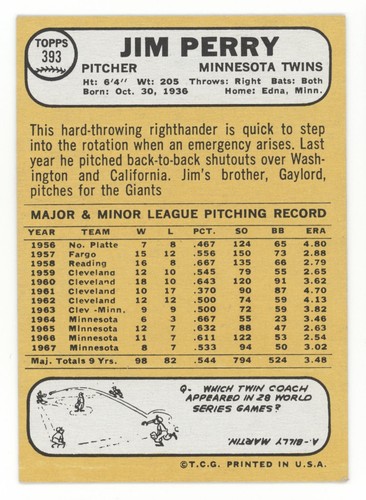 TOPPS
393
JIM PERRY
PITCHER MINNESOTA TWINS
Ht: 6'4" Wt: 205 Throws: Right Bats: Both
Born: Oct. 30, 1936 Home: Edna, Minn.
This hard-throwing righthander is quick to step
into the rotation when an emergency arises. Last
year he pitched back-to-back shutouts over Wash-
ington and California. Jim's brother, Gaylord,
pitches for the Giants
MAJOR & MINOR LEAGUE PITCHING RECORD
YEAR TEAM W L PCT. SO BB ERA
1956 No. Platte 7 8 .467 124 65 4.80
1957 Fargo 15 12 .556 150 73 2.88
1958 Reading 16 8 .667 135 66 2.79
1959 Cleveland 12 10 .545 79 55 2.65
1960 Cleveland 18 10 .643 120 91 3.62
1961 Cleveland 10 17 .370 90 87 4.70
1962 Cleveland 12 12 .500 74 59 4.13
1963 Clev.-Minn. 9 9 .500 72 59 3.82
1964 Minnesota 6 3 .667 55 23 3.46
1965 Minnesota 12 7 .632 88 47 2.63
1966 Minnesota 11 7 .611 122 53 2.54
1967 Minnesota 8 7 .533 94 50 3.02
Maj. Totals 9 Yrs. 98 82 .544 794 524 3.48
Q. WHICH TWIN COACH
APPEARED IN 28 WORLD
SERIES GAMES?
A-BILLY MARTIN
©T.C.G. PRINTED IN U.S.A.